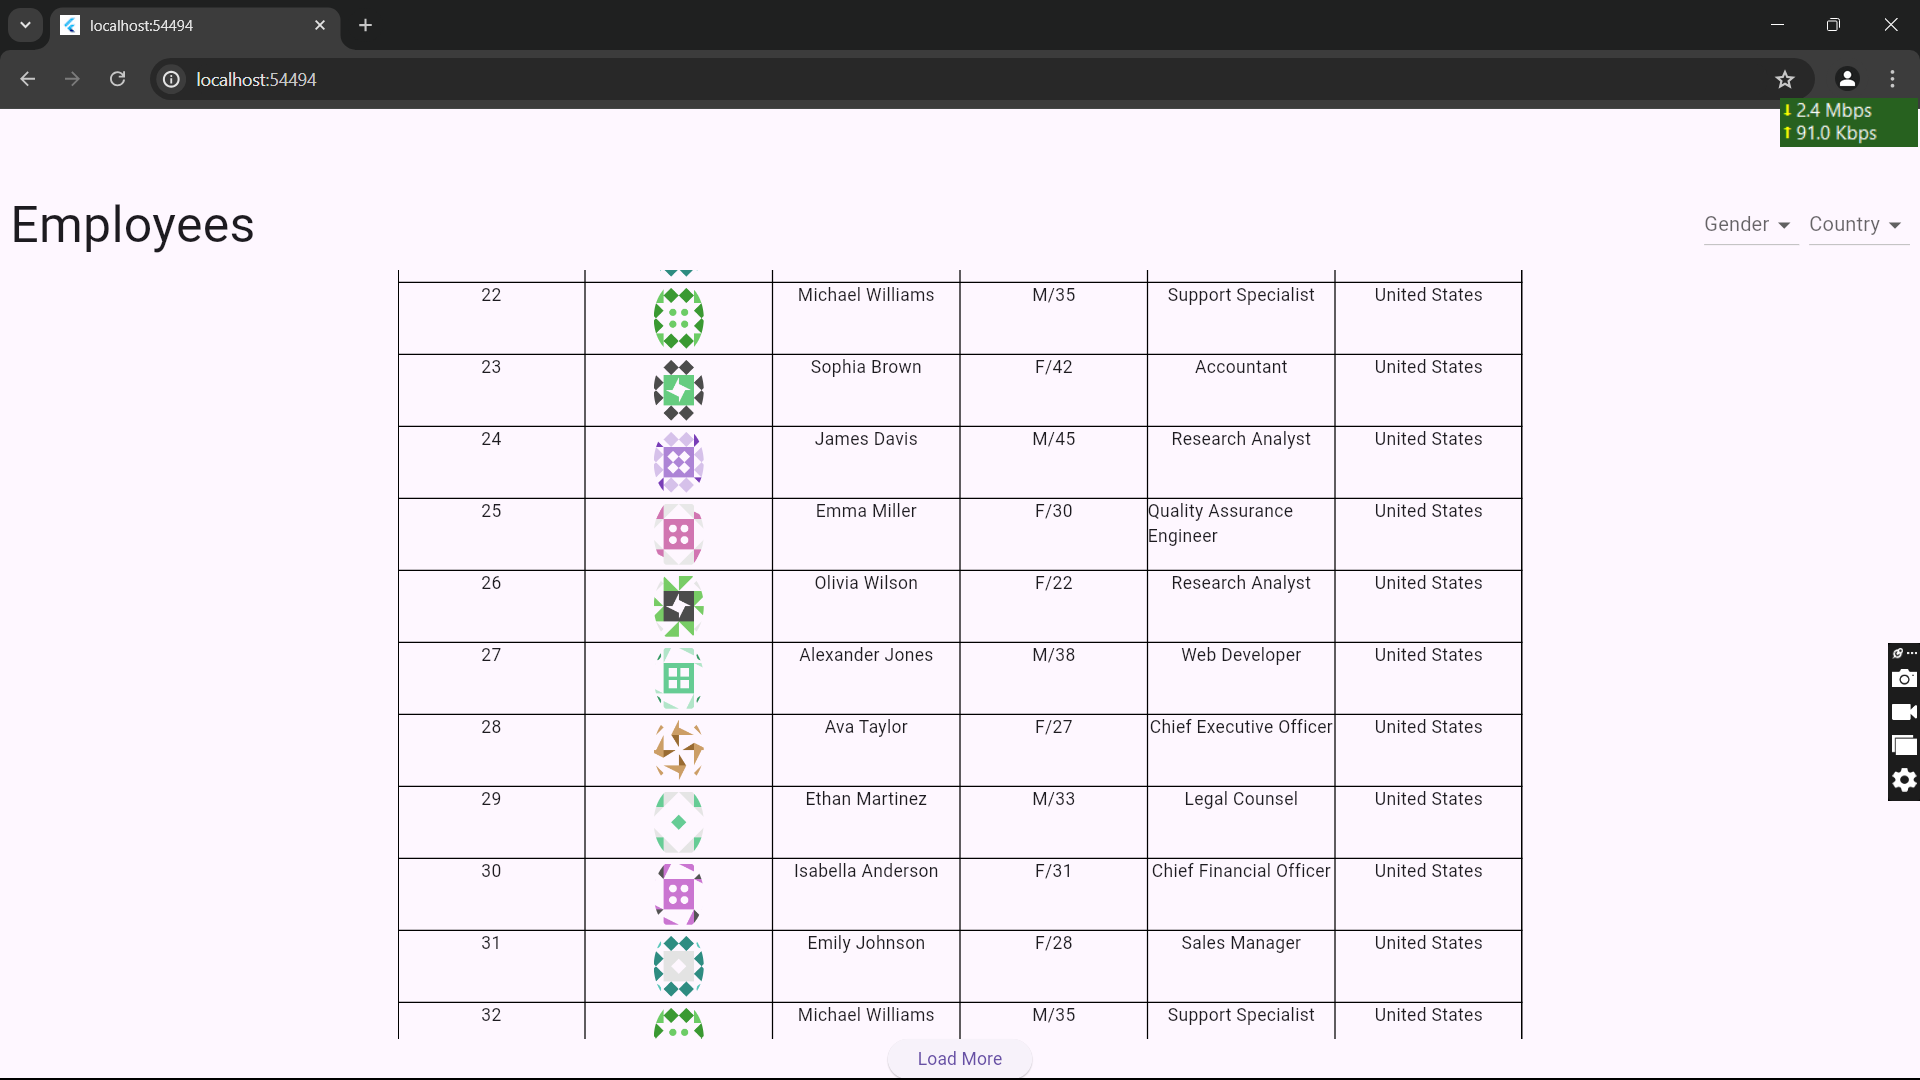 localhost:54494
localhost:54494
2.4 Mbps
91.0 Kbps
Employees
Gender
Country
22 Michael Williams M/35 Support Specialist United States
23 Sophia Brown F/42 Accountant United States
24 James Davis M/45 Research Analyst United States
25 Emma Miller F/30 Quality Assurance United States
Engineer
26 Olivia Wilson F/22 Research Analyst United States
27 Alexander Jones M/38 Web Developer United States
28 Ava Taylor F/27 Chief Executive Officer United States
29 Ethan Martinez M/33 Legal Counsel United States
30 Isabella Anderson F/31 Chief Financial Officer United States
31 Emily Johnson F/28 Sales Manager United States
32 Michael Williams M/35 Support Specialist United States
Load More